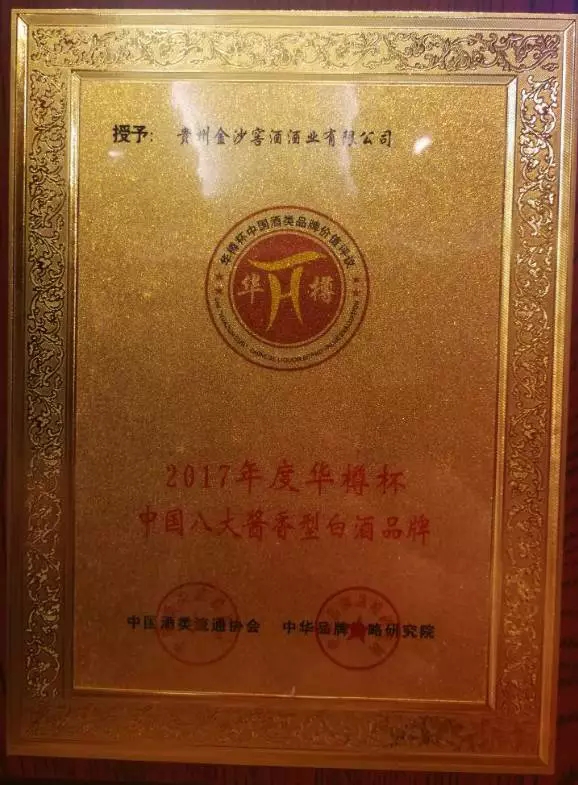 授予： 贵州金沙窖酒酒业有限公司
华樽杯中国酒类品牌价值评议
华 樽
2017年度华樽杯
中国八大酱香型白酒品牌
中国酒类流通协会 中华品牌战略研究院